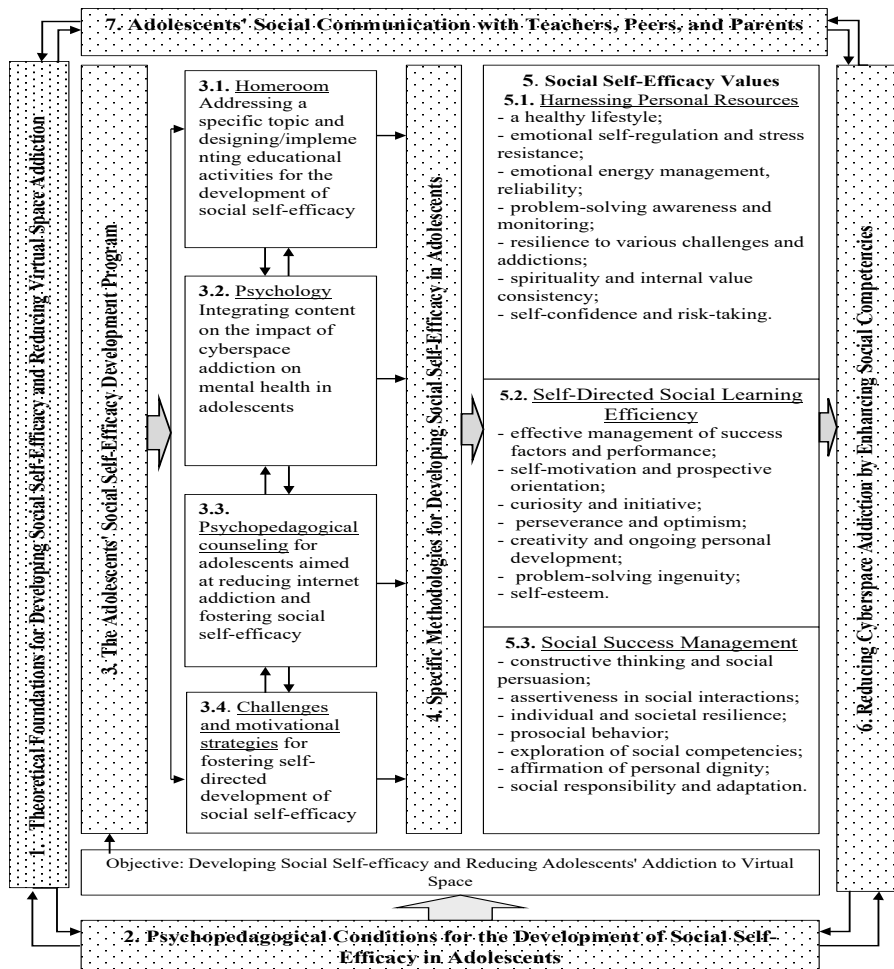 7. Adolescents' Social Communication with Teachers, Peers, and Parents
1. Theoretical Foundations for Developing Social Self-Efficacy and Reducing Virtual Space Addiction
3. The Adolescents' Social Self-Efficacy Development Program
3.1. Homeroom
Addressing a
specific topic and
designing/impleme
nting educational
activities for the
development of
social self-efficacy
3.2. Psychology
Integrating content
on the impact of
cyberspace
addiction on
mental health in
adolescents
3.3.
Psychopedagogical
counseling for
adolescents aimed
at reducing internet
addiction and
fostering social
self-efficacy
3.4. Challenges
and motivational
strategies for
fostering self-
directed
development of
social self-efficacy
4. Specific Methodologies for Developing Social Self-Efficacy in Adolescents
5. Social Self-Efficacy Values
5.1. Harnessing Personal Resources
- a healthy lifestyle;
- emotional self-regulation and stress
resistance;
- emotional energy management,
reliability;
- problem-solving awareness and
monitoring;
- resilience to various challenges and
addictions;
- spirituality and internal value
consistency;
- self-confidence and risk-taking.
5.2. Self-Directed Social Learning
Efficiency
- effective management of success
factors and performance;
- self-motivation and prospective
orientation;
- curiosity and initiative;
- perseverance and optimism;
- creativity and ongoing personal
development;
- problem-solving ingenuity;
- self-esteem.
5.3. Social Success Management
- constructive thinking and social
persuasion;
- assertiveness in social interactions;
- individual and societal resilience;
- prosocial behavior;
- exploration of social competencies;
- affirmation of personal dignity;
- social responsibility and adaptation.
6. Reducing Cyberspace Addiction by Enhancing Social Competencies
Objective: Developing Social Self-efficacy and Reducing Adolescents' Addiction to Virtual
Space
2. Psychopedagogical Conditions for the Development of Social Self-
Efficacy in Adolescents